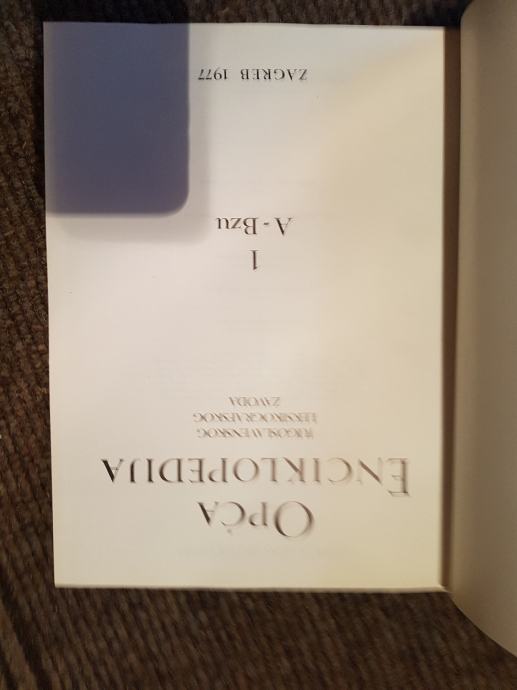 OPĆA
ENCIKLOPEDIJA
JUGOSLAVENSKOG
LEKSIKOGRAFSKOG
ZAVODA
1
A - Bzu
ZAGREB 1977